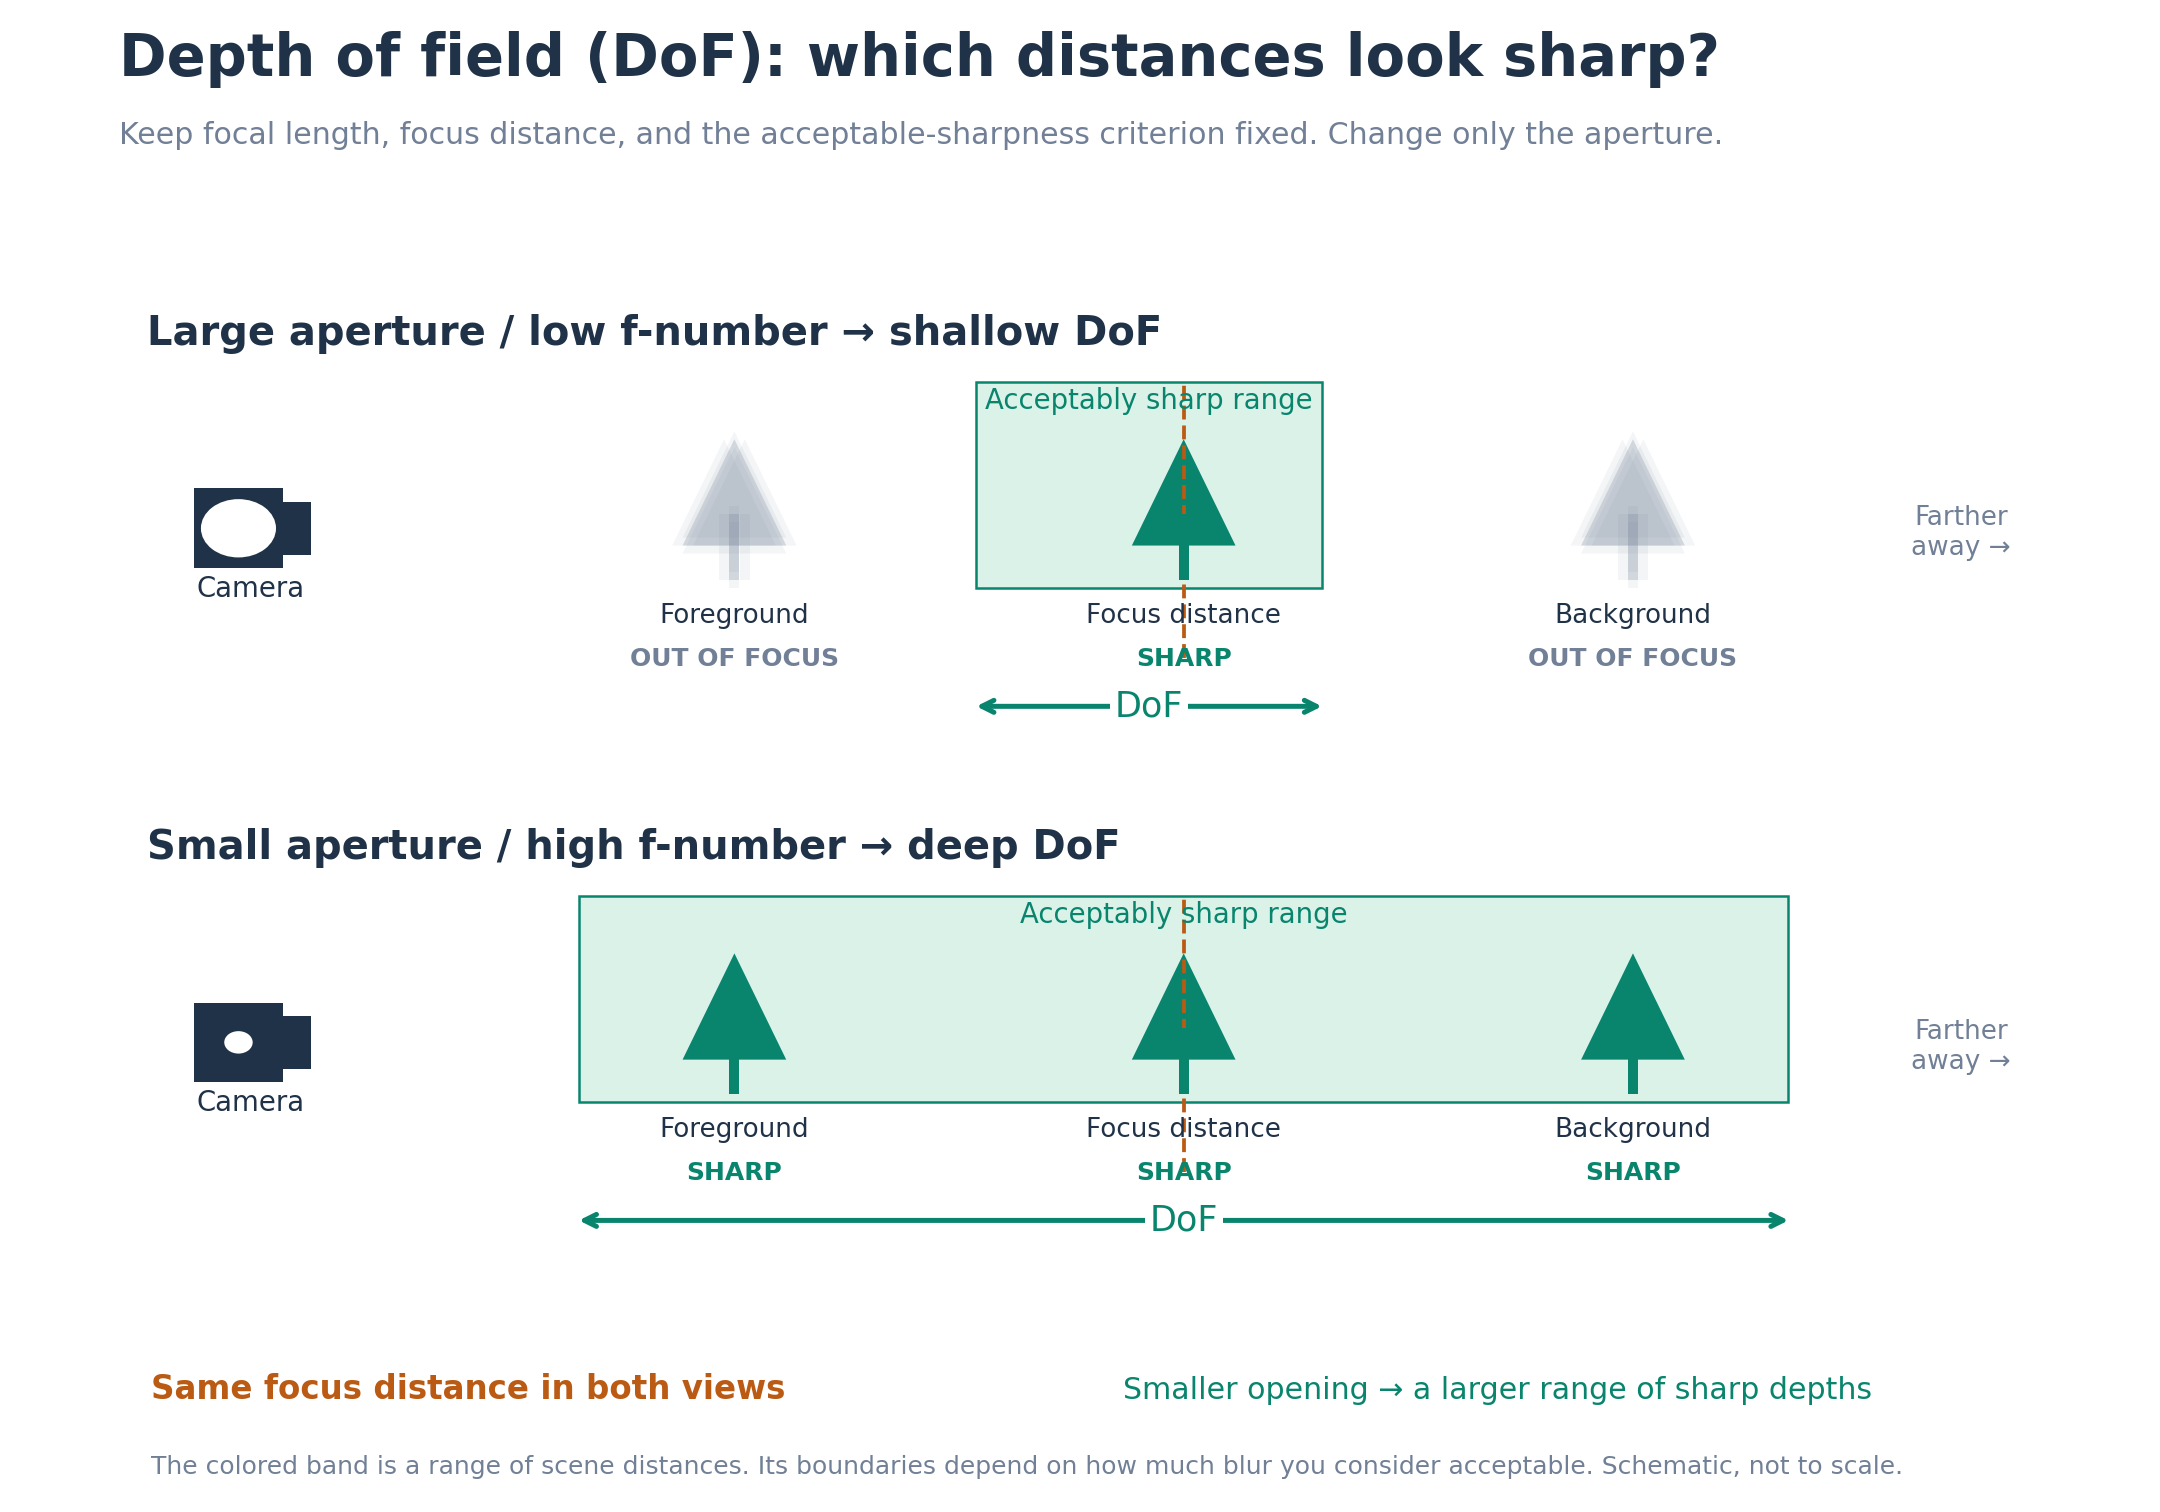 Depth of field (DoF): which distances look sharp?
Keep focal length, focus distance, and the acceptable-sharpness criterion fixed. Change only the aperture.
Large aperture / low f-number → shallow DoF
Acceptably sharp range
Farther
away →
Camera
Foreground
Focus distance
Background
OUT OF FOCUS
SHARP
OUT OF FOCUS
DoF
Small aperture / high f-number → deep DoF
Acceptably sharp range
Farther
away →
Camera
Foreground
Focus distance
Background
SHARP
SHARP
SHARP
DoF
Same focus distance in both views
Smaller opening → a larger range of sharp depths
The colored band is a range of scene distances. Its boundaries depend on how much blur you consider acceptable. Schematic, not to scale.